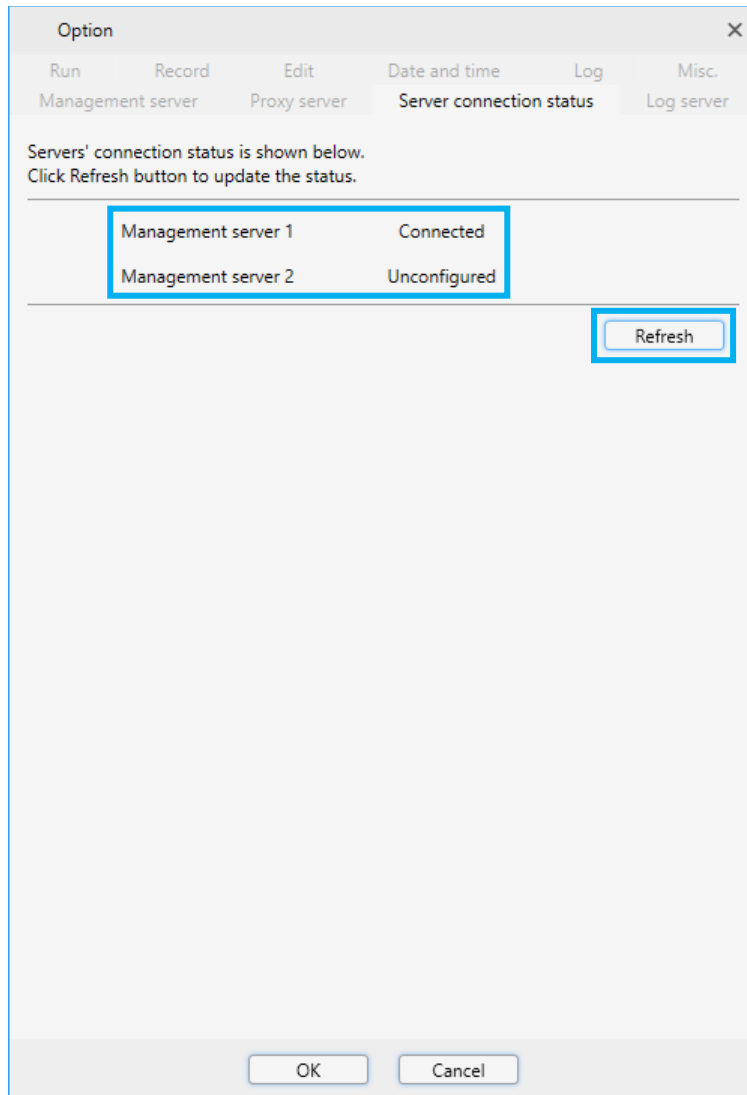 Option
Run Record Edit Date and time Log Misc.
Management server Proxy server Server connection status Log server
Servers' connection status is shown below.
Click Refresh button to update the status.
Management server 1 Connected
Management server 2 Unconfigured
Refresh
OK Cancel